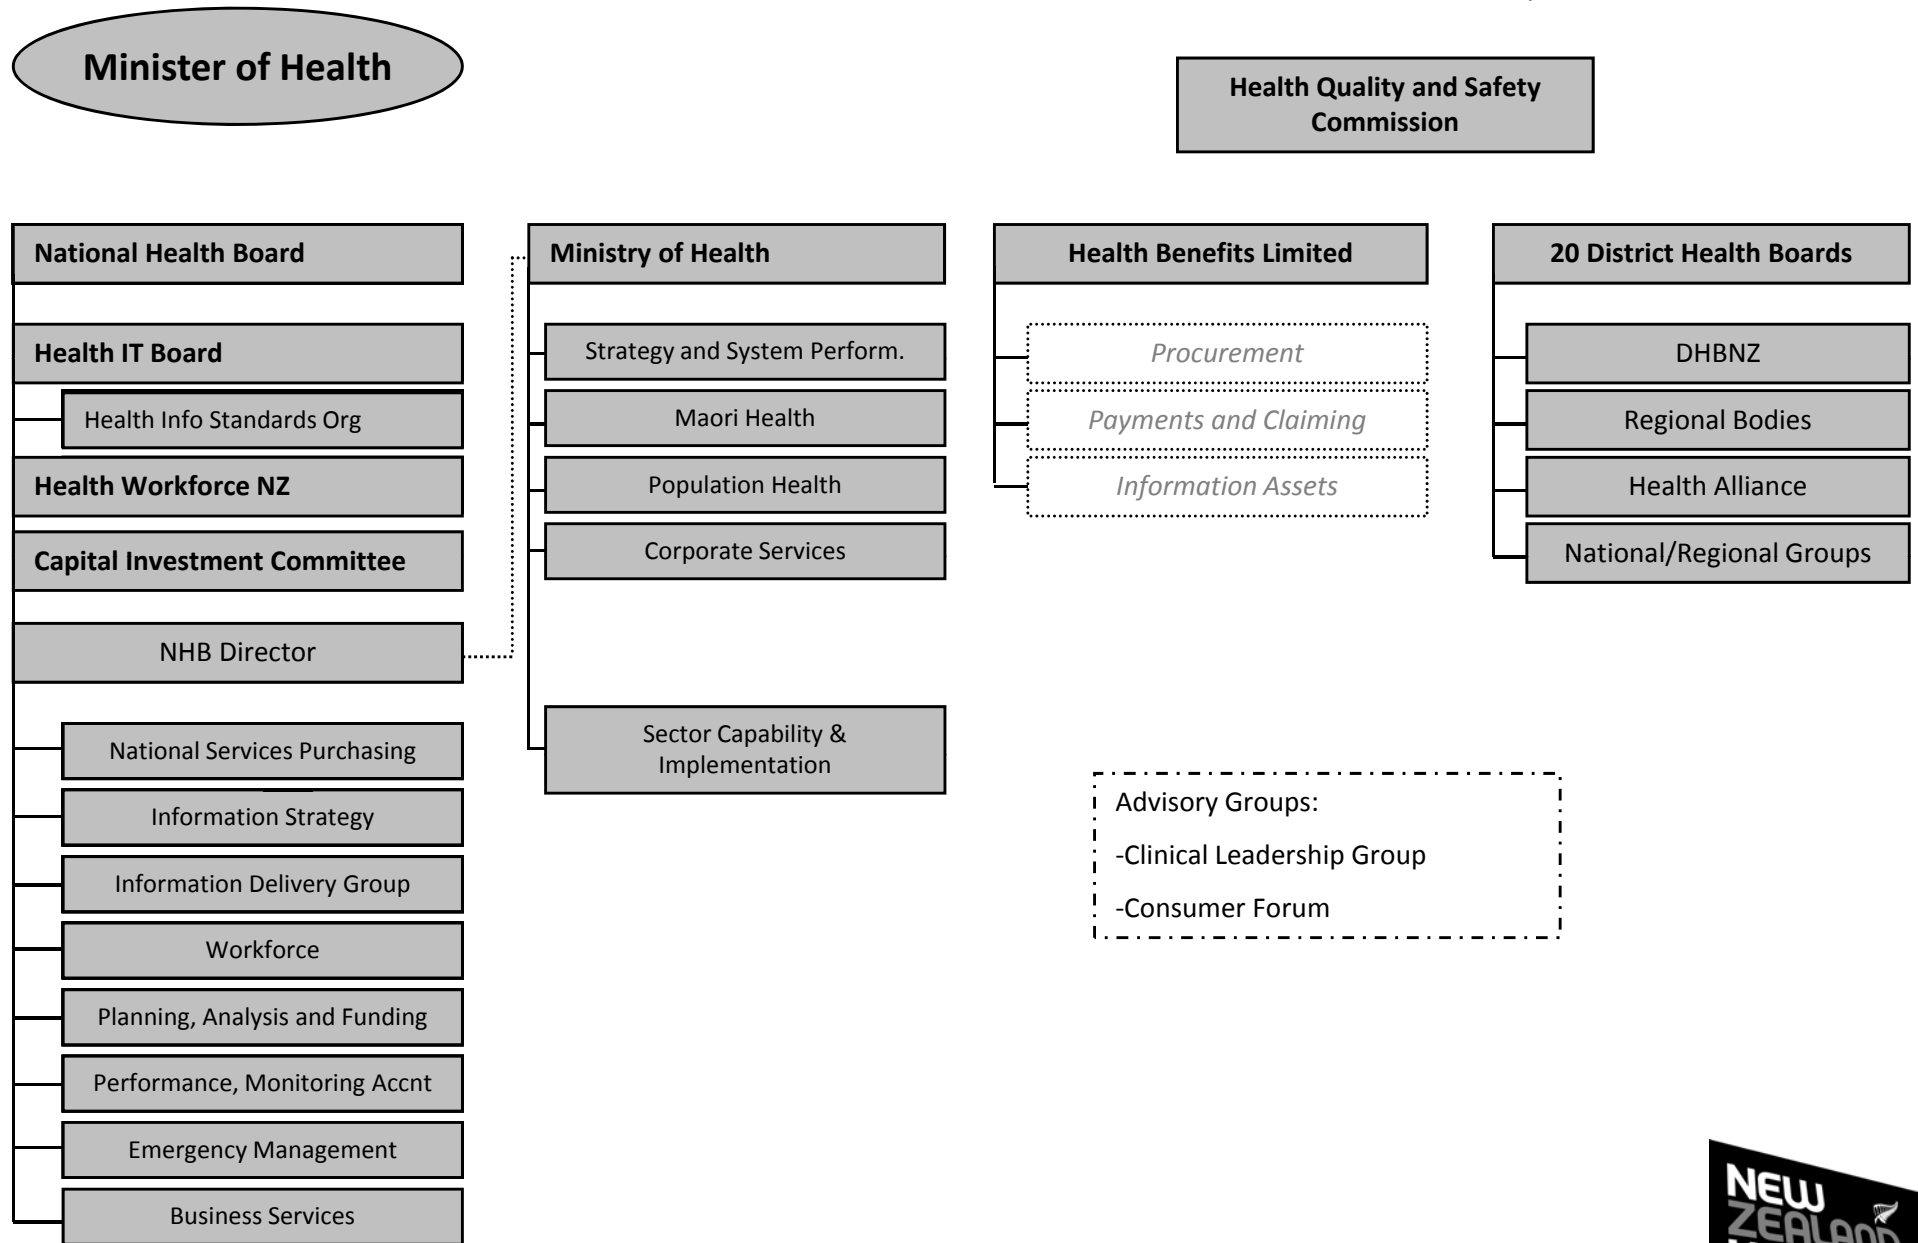 Minister of Health
Health Quality and Safety
Commission
National Health Board
Health IT Board
Health Info Standards Org
Health Workforce NZ
Capital Investment Committee
NHB Director
National Services Purchasing
Information Strategy
Information Delivery Group
Workforce
Planning, Analysis and Funding
Performance, Monitoring Accnt
Emergency Management
Business Services
Ministry of Health
Strategy and System Perform.
Maori Health
Population Health
Corporate Services
Sector Capability &
Implementation
Health Benefits Limited
Procurement
Payments and Claiming
Information Assets
20 District Health Boards
DHBNZ
Regional Bodies
Health Alliance
National/Regional Groups
Advisory Groups:
-Clinical Leadership Group
-Consumer Forum
NEW
ZEALAND